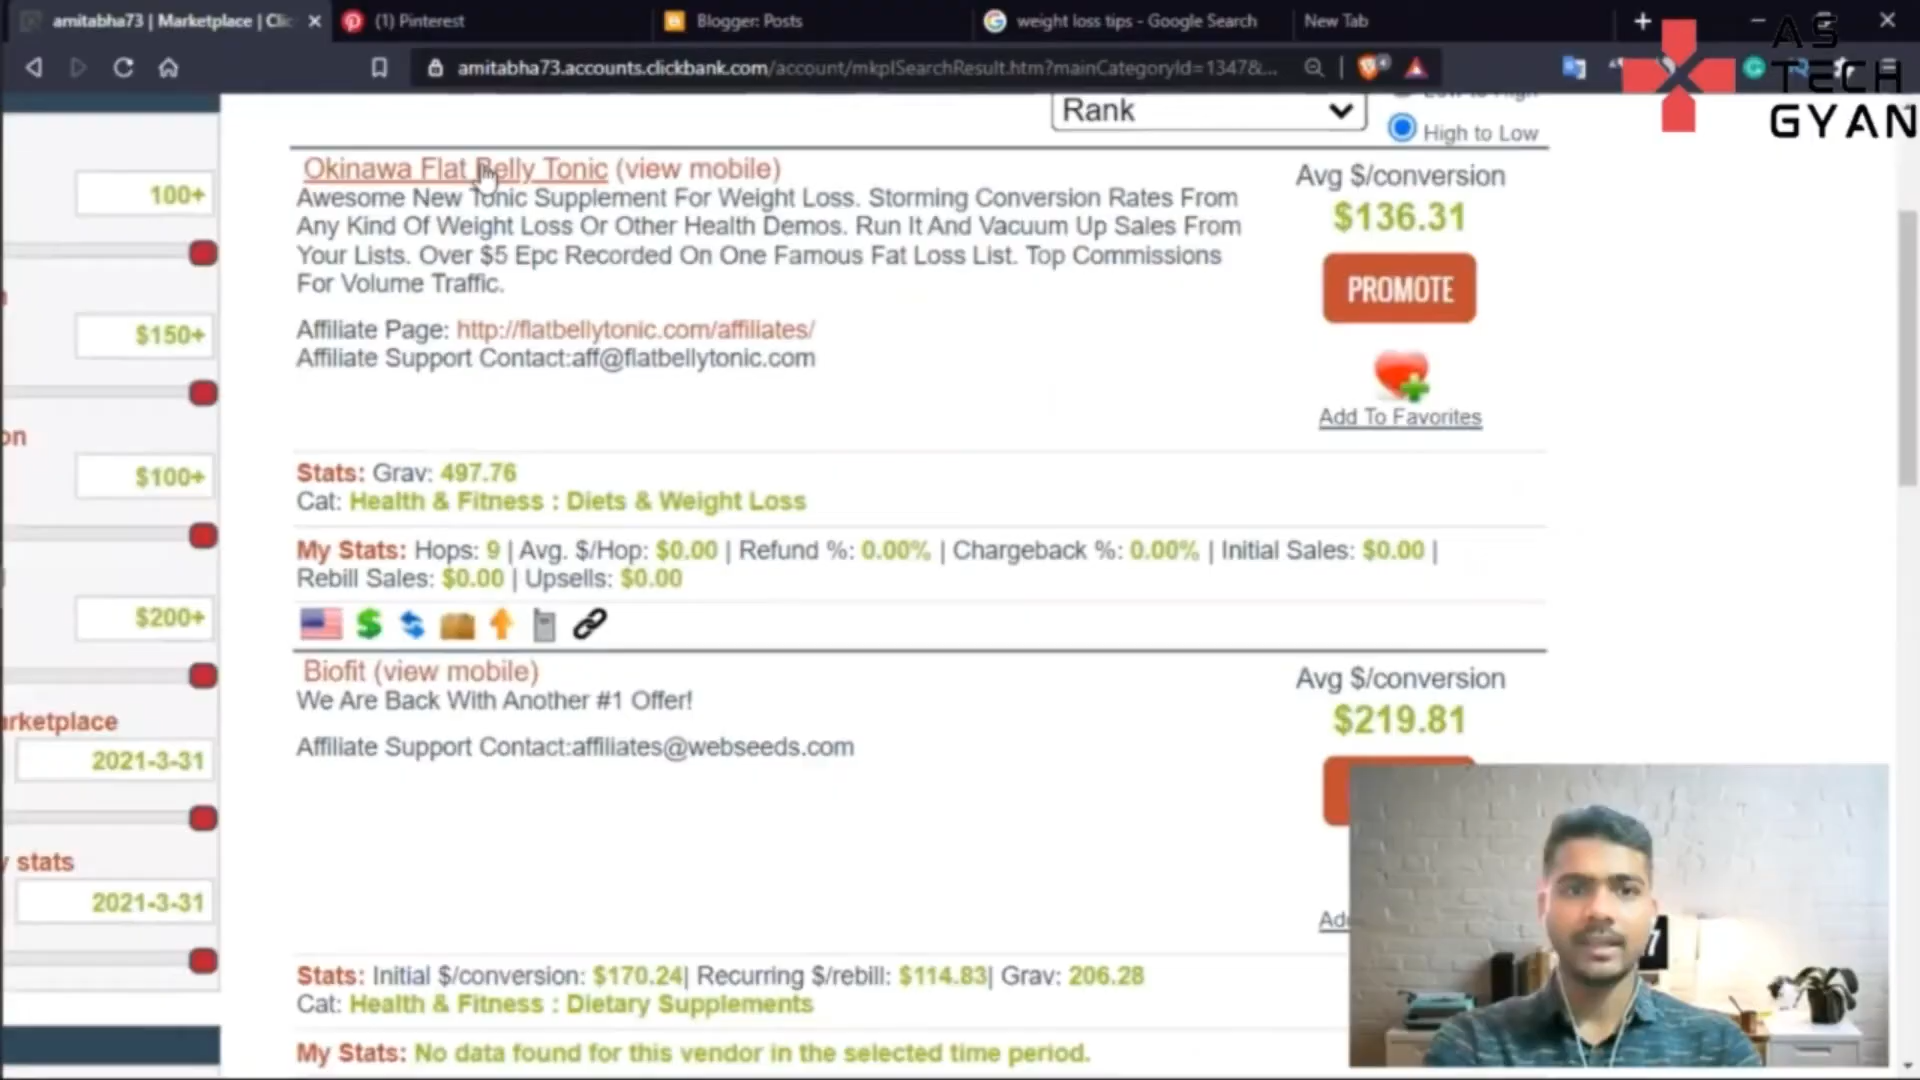 amitabha73 | Marketplace | Clic
(1) Pinterest
Blogger: Posts
weight loss tips - Google Search
New Tab
amitabha73.accounts.clickbank.com/account/mkplSearchResult.htm?mainCategoryId=1347&...
AS
TECH
GYAN
Rank
High to Low
100+
$150+
on
$100+
$200+
arketplace
2021-3-31
y stats
2021-3-31
Okinawa Flat Belly Tonic (view mobile)
Awesome New Tonic Supplement For Weight Loss. Storming Conversion Rates From
Any Kind Of Weight Loss Or Other Health Demos. Run It And Vacuum Up Sales From
Your Lists. Over $5 Epc Recorded On One Famous Fat Loss List. Top Commissions
For Volume Traffic.
Affiliate Page: http://flatbellytonic.com/affiliates/
Affiliate Support Contact:aff@flatbellytonic.com
Avg $/conversion
$136.31
PROMOTE
Add To Favorites
Stats: Grav: 497.76
Cat: Health & Fitness : Diets & Weight Loss
My Stats: Hops: 9 | Avg. $/Hop: $0.00 | Refund %: 0.00% | Chargeback %: 0.00% | Initial Sales: $0.00 |
Rebill Sales: $0.00 | Upsells: $0.00
Biofit (view mobile)
We Are Back With Another #1 Offer!
Affiliate Support Contact:affiliates@webseeds.com
Avg $/conversion
$219.81
Stats: Initial $/conversion: $170.24| Recurring $/rebill: $114.83| Grav: 206.28
Cat: Health & Fitness : Dietary Supplements
My Stats: No data found for this vendor in the selected time period.